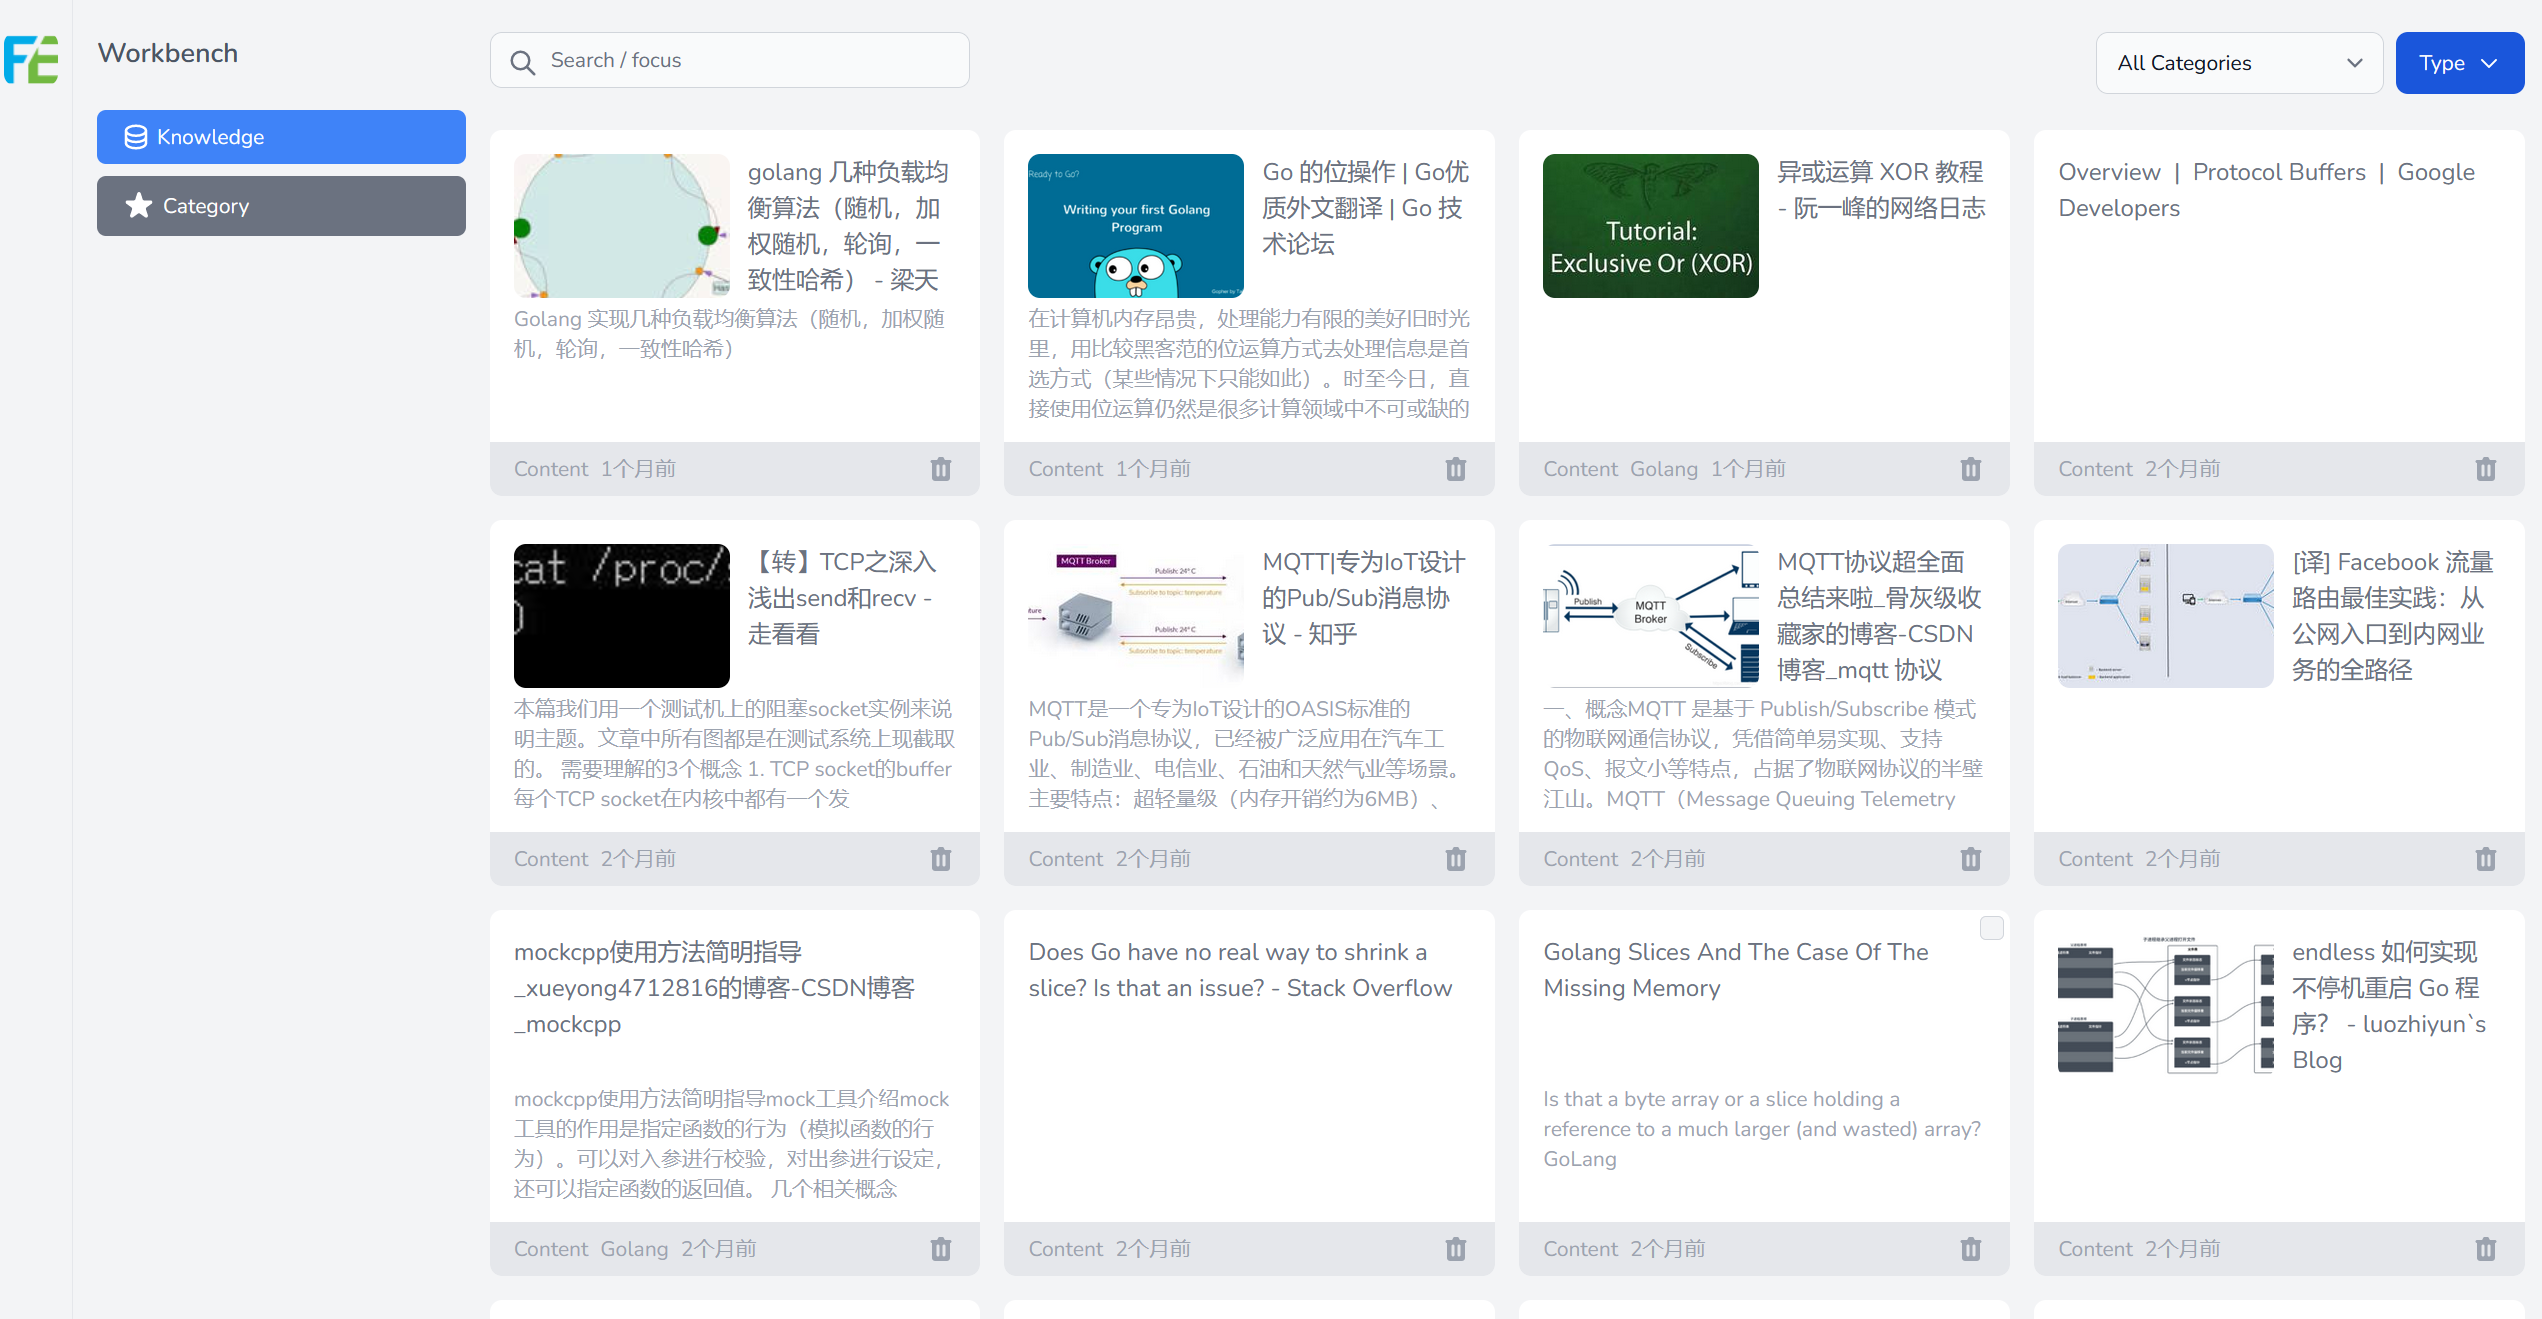 FE
Workbench
Search / focus
All Categories
Type
Knowledge
Category
golang 几种负载均
衡算法（随机，加
权随机，轮询，一
致性哈希） - 梁天
Golang 实现几种负载均衡算法（随机，加权随
机，轮询，一致性哈希）
Content 1个月前
Ready to Go?
Writing your first Golang
Program
Go 的位操作 | Go优
质外文翻译 | Go 技
术论坛
在计算机内存昂贵，处理能力有限的美好旧时光
里，用比较黑客范的位运算方式去处理信息是首
选方式（某些情况下只能如此）。时至今日，直
接使用位运算仍然是很多计算领域中不可或缺的
Content 1个月前
Tutorial:
Exclusive Or (XOR)
异或运算 XOR 教程
- 阮一峰的网络日志
Content Golang 1个月前
Overview | Protocol Buffers | Google
Developers
Content 2个月前
cat /proc/
【转】TCP之深入
浅出send和recv -
走看看
本篇我们用一个测试机上的阻塞socket实例来说
明主题。文章中所有图都是在测试系统上现截取
的。 需要理解的3个概念 1. TCP socket的buffer
每个TCP socket在内核中都有一个发
Content 2个月前
MQTT Broker
Publish: 24° C
Subscribe to topic: temperature
Publish: 24° C
Subscribe to topic: temperature
MQTT|专为IoT设计
的Pub/Sub消息协
议 - 知乎
MQTT是一个专为IoT设计的OASIS标准的
Pub/Sub消息协议，已经被广泛应用在汽车工
业、制造业、电信业、石油和天然气业等场景。
主要特点：超轻量级（内存开销约为6MB）、
Content 2个月前
Publish
MQTT
Broker
Subscribe
MQTT协议超全面
总结来啦_骨灰级收
藏家的博客-CSDN
博客_mqtt 协议
一、概念MQTT 是基于 Publish/Subscribe 模式
的物联网通信协议，凭借简单易实现、支持
QoS、报文小等特点，占据了物联网协议的半壁
江山。MQTT（Message Queuing Telemetry
Content 2个月前
[译] Facebook 流量
路由最佳实践：从
公网入口到内网业
务的全路径
Content 2个月前
mockcpp使用方法简明指导
_xueyong4712816的博客-CSDN博客
_mockcpp
mockcpp使用方法简明指导mock工具介绍mock
工具的作用是指定函数的行为（模拟函数的行
为）。可以对入参进行校验，对出参进行设定，
还可以指定函数的返回值。 几个相关概念
Content Golang 2个月前
Does Go have no real way to shrink a
slice? Is that an issue? - Stack Overflow
Content 2个月前
Golang Slices And The Case Of The
Missing Memory
Is that a byte array or a slice holding a
reference to a much larger (and wasted) array?
GoLang
Content 2个月前
endless 如何实现
不停机重启 Go 程
序？ - luozhiyun`s
Blog
Content 2个月前